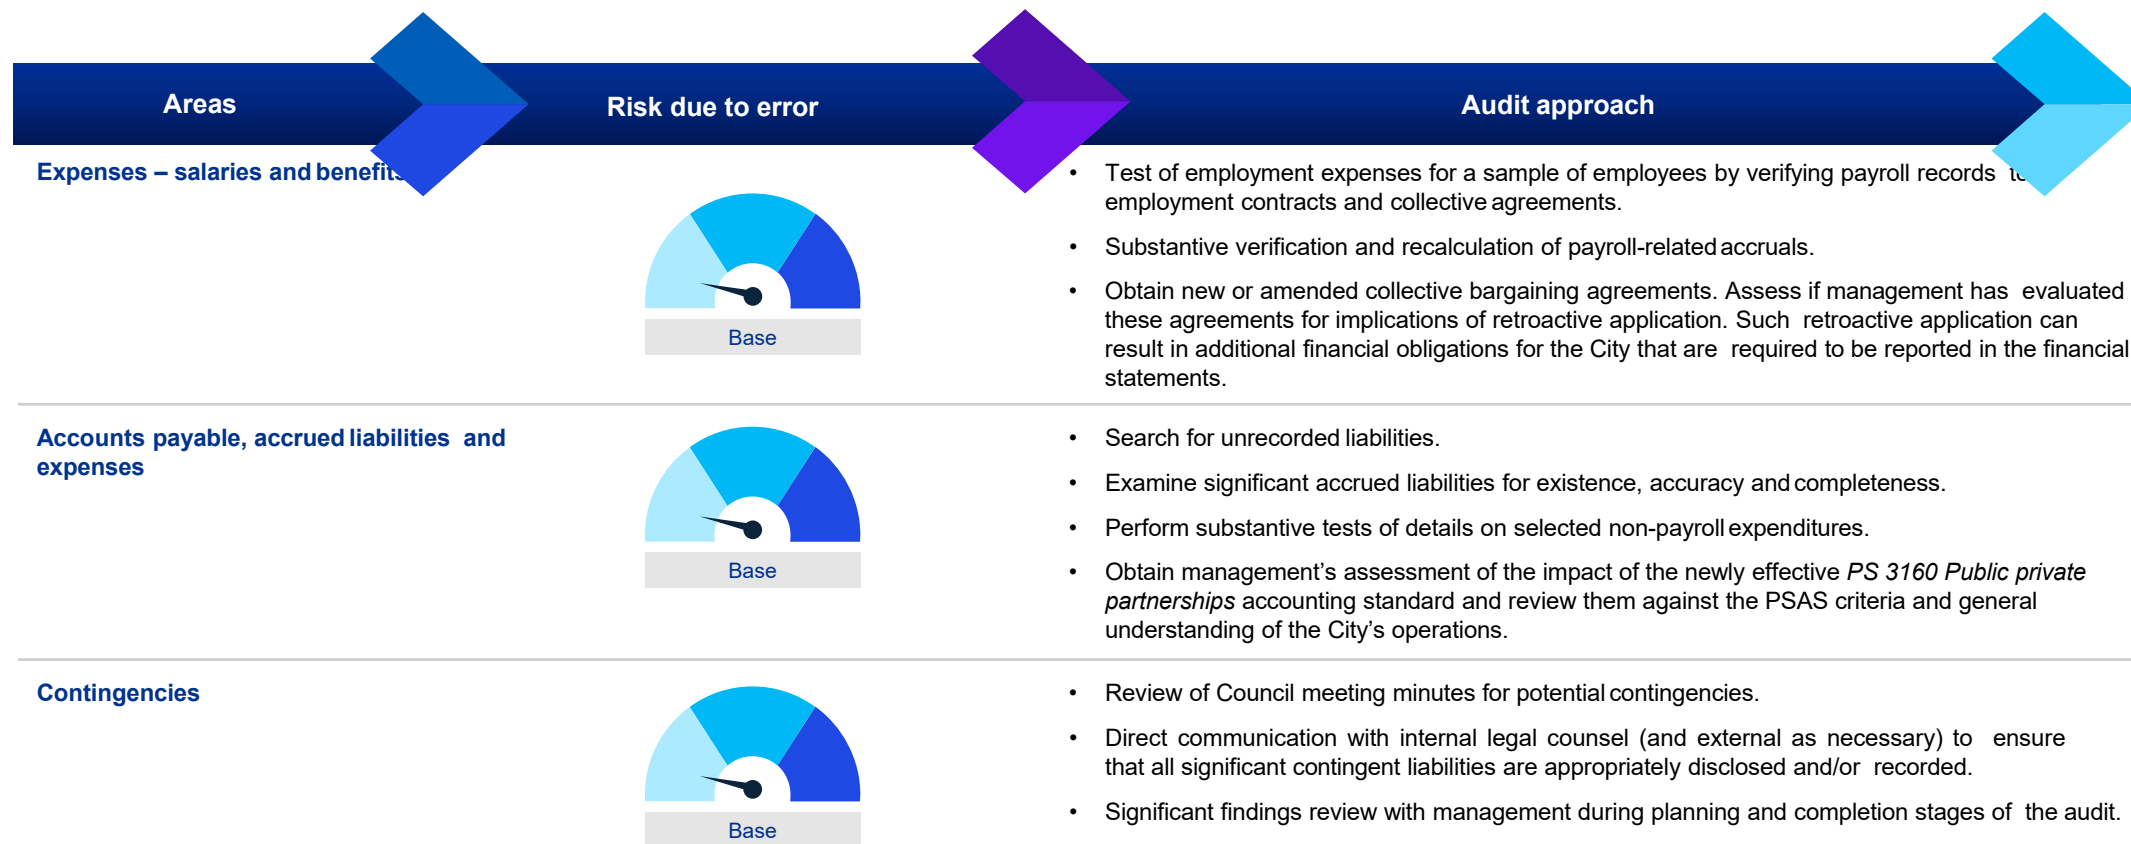 Areas
Risk due to error
Audit approach
Expenses – salaries and benefits
Base
• Test of employment expenses for a sample of employees by verifying payroll records to
employment contracts and collective agreements.
• Substantive verification and recalculation of payroll-related accruals.
• Obtain new or amended collective bargaining agreements. Assess if management has evaluated
these agreements for implications of retroactive application. Such retroactive application can
result in additional financial obligations for the City that are required to be reported in the financial
statements.
Accounts payable, accrued liabilities and
expenses
Base
• Search for unrecorded liabilities.
• Examine significant accrued liabilities for existence, accuracy and completeness.
• Perform substantive tests of details on selected non-payroll expenditures.
• Obtain management’s assessment of the impact of the newly effective PS 3160 Public private
partnerships accounting standard and review them against the PSAS criteria and general
understanding of the City’s operations.
Contingencies
Base
• Review of Council meeting minutes for potential contingencies.
• Direct communication with internal legal counsel (and external as necessary) to ensure
that all significant contingent liabilities are appropriately disclosed and/or recorded.
• Significant findings review with management during planning and completion stages of the audit.